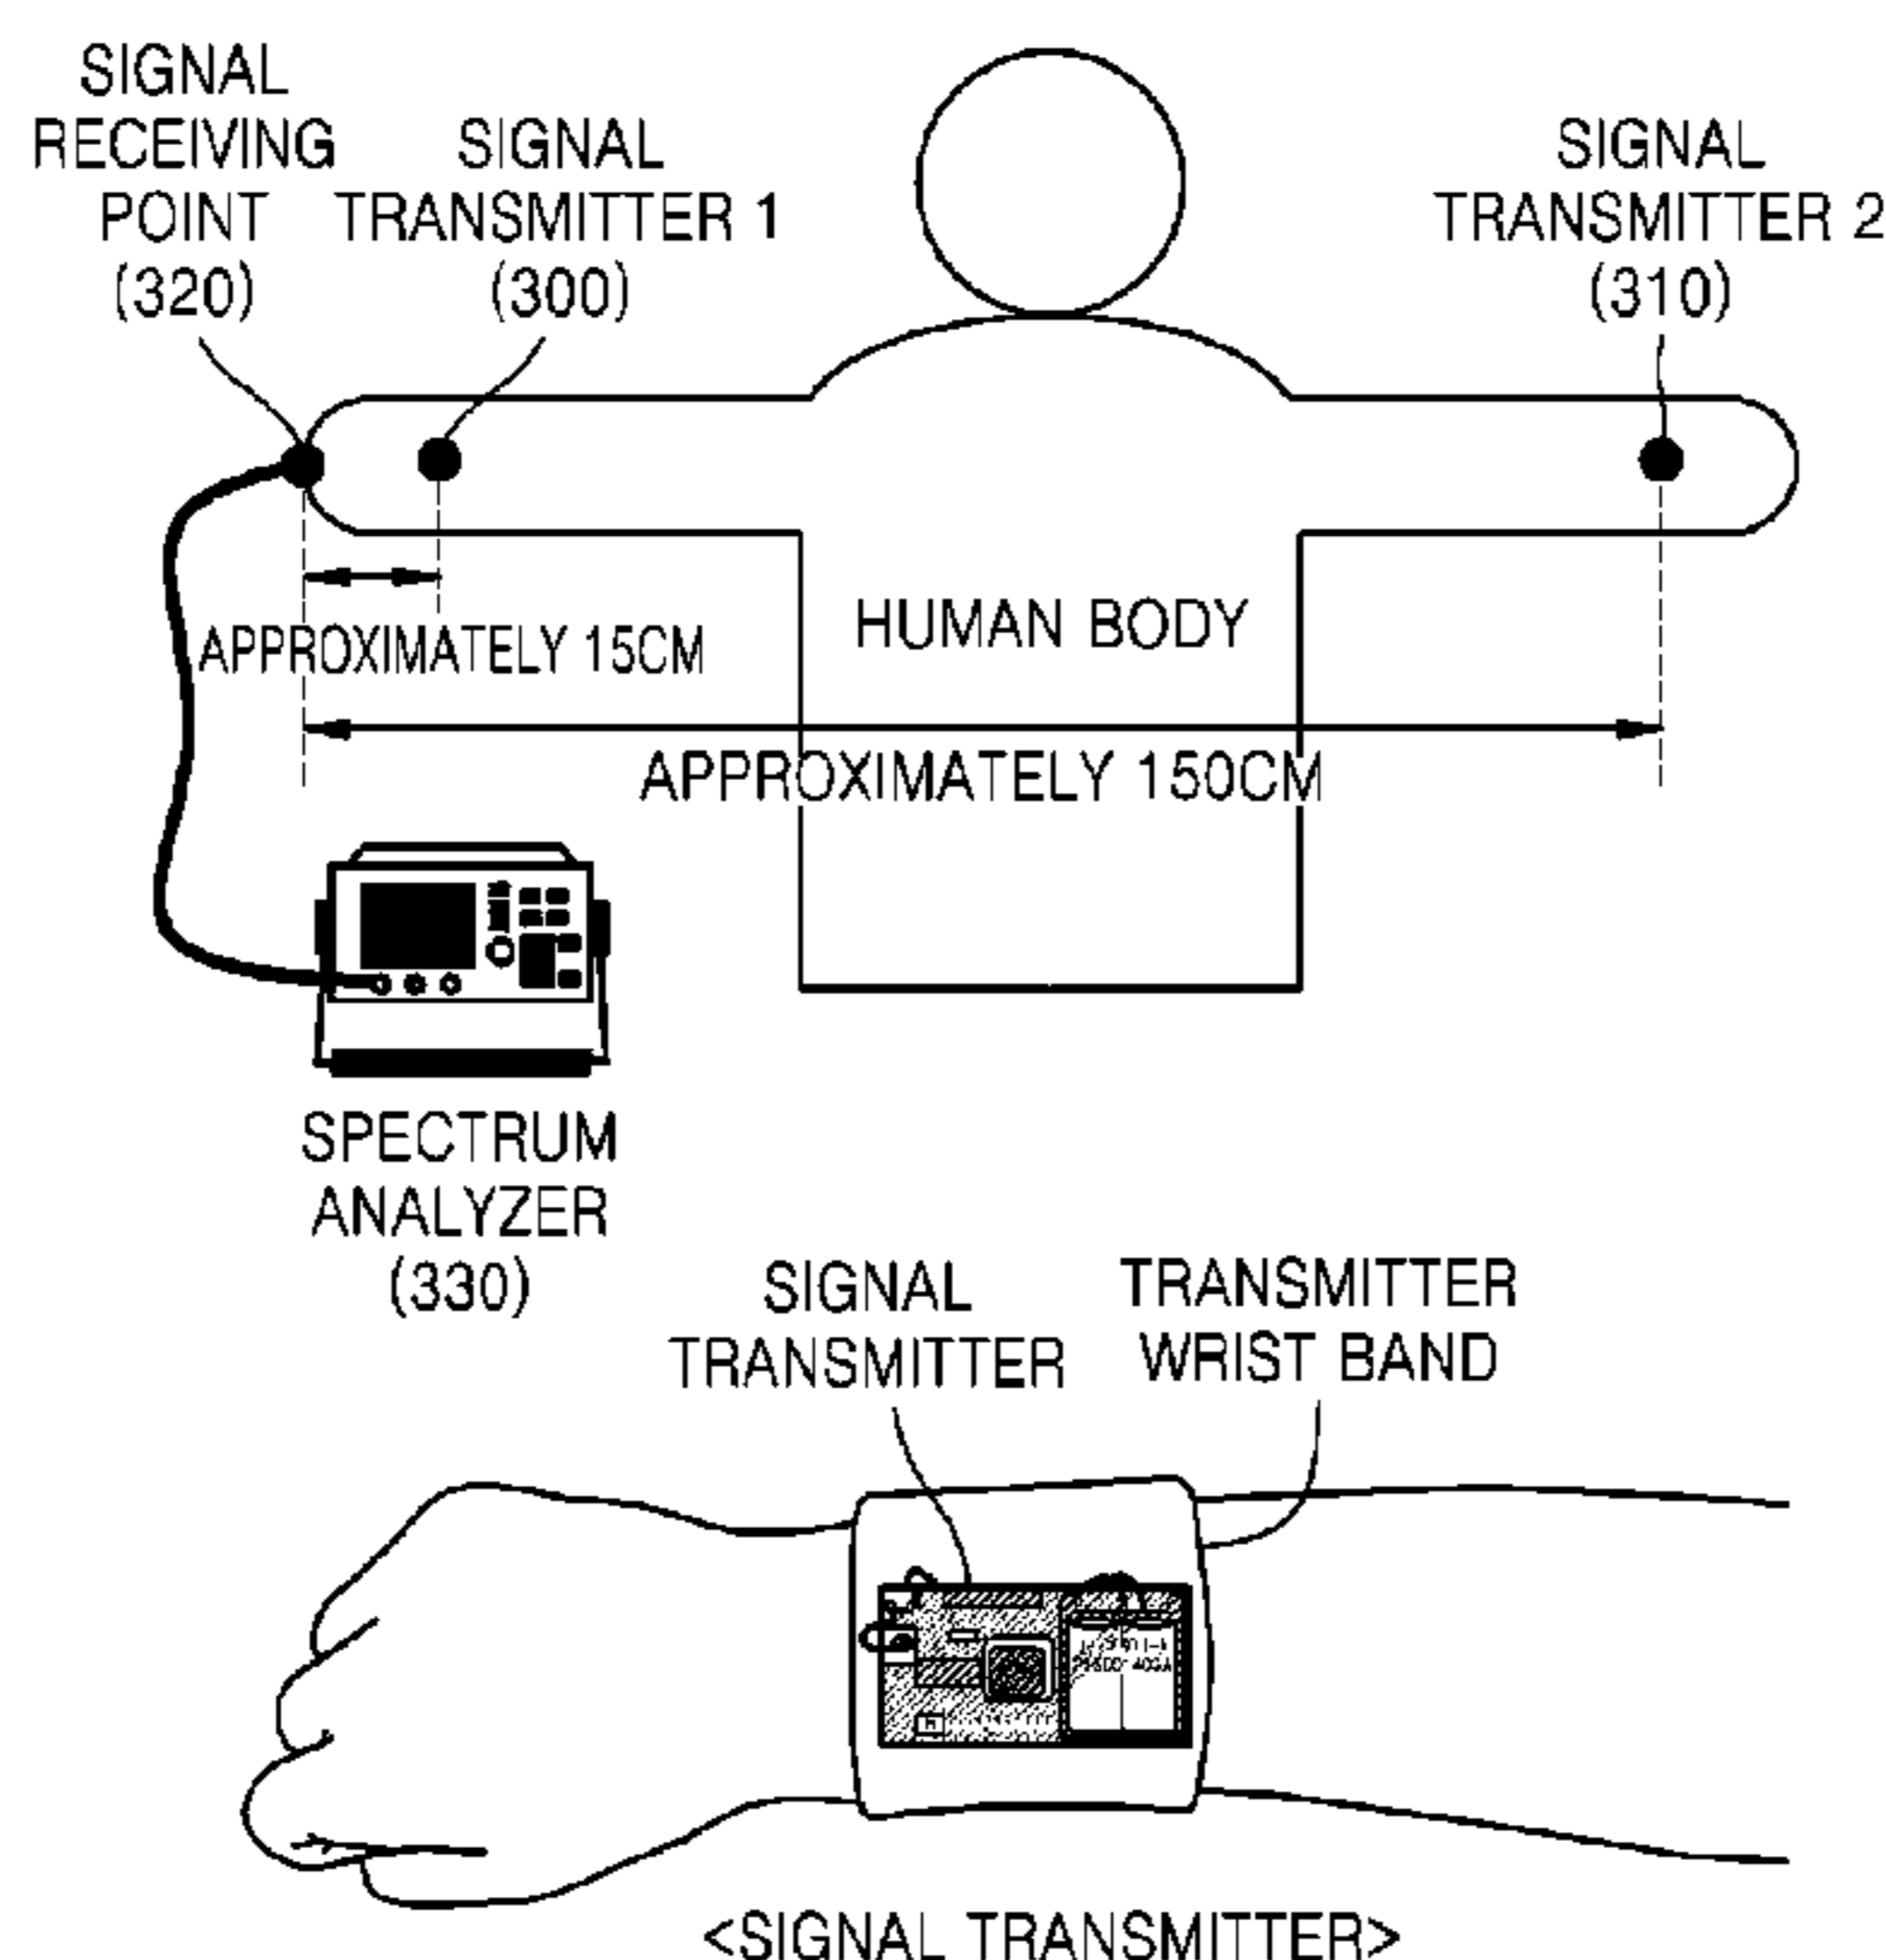 SIGNAL
RECEIVING
POINT
(320)
SIGNAL
TRANSMITTER 1
(300)
SIGNAL
TRANSMITTER 2
(310)
APPROXIMATELY 15CM
HUMAN BODY
APPROXIMATELY 150CM
SPECTRUM
ANALYZER
(330)
SIGNAL
TRANSMITTER
TRANSMITTER
WRIST BAND
<SIGNAL TRANSMITTER>